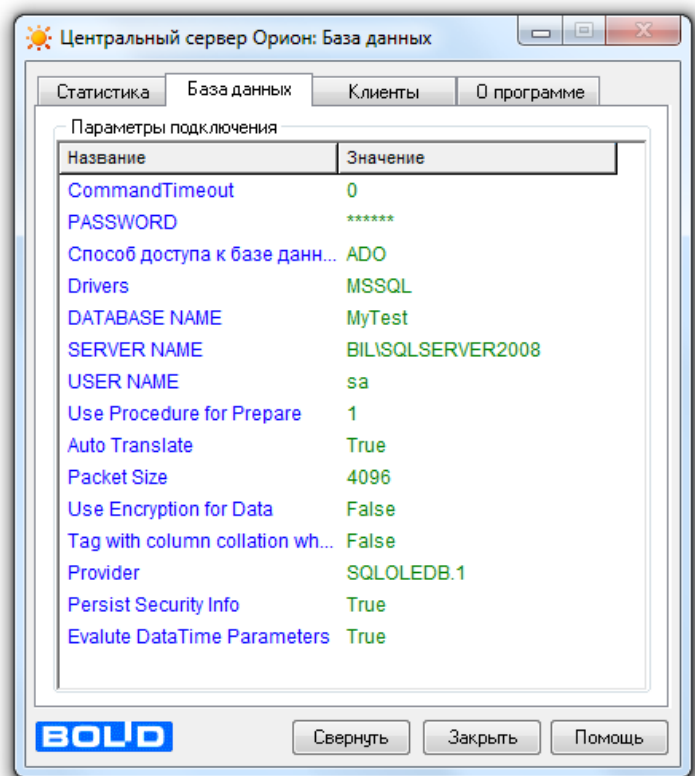 Центральный сервер Орион: База данных
Статистика База данных Клиенты О программе
Параметры подключения
Название Значение
CommandTimeout 0
PASSWORD ******
Способ доступа к базе данн... ADO
Drivers MSSQL
DATABASE NAME MyTest
SERVER NAME BIL\SQLSERVER2008
USER NAME sa
Use Procedure for Prepare 1
Auto Translate True
Packet Size 4096
Use Encryption for Data False
Tag with column collation wh... False
Provider SQLOLEDB.1
Persist Security Info True
Evalute DataTime Parameters True
BOLID Свернуть Закрыть Помощь